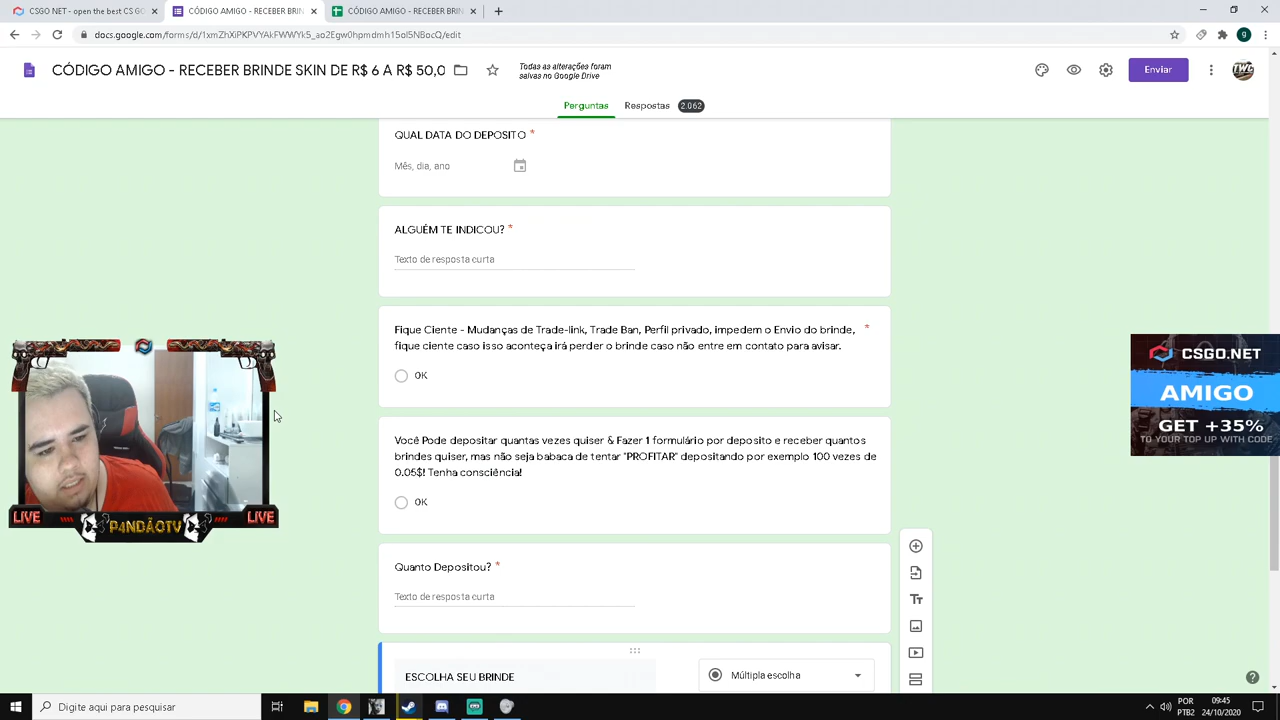 CSGO NET - open the best CS GO
CÓDIGO AMIGO - RECEBER BRINDE
CÓDIGO AMIGO - RECEBER BRIN
docs.google.com/forms/d/1xmZhXiPKPVYAkFWWYkS_ao2Egw0hpmdmh15ol5NBocQ/edit
CÓDIGO AMIGO - RECEBER BRINDE SKIN DE R$ 6 A R$ 50,0
Todas as alterações foram
salvas no Google Drive
Enviar
Perguntas
Respostas
2.062
QUAL DATA DO DEPOSITO *
Mês, dia, ano
ALGUÉM TE INDICOU? *
Texto de resposta curta
Fique Ciente - Mudanças de Trade-link, Trade Ban, Perfil privado, impedem o Envio do brinde, *
fique ciente caso isso aconteça irá perder o brinde caso não entre em contato para avisar.
OK
Você Pode depositar quantas vezes quiser & Fazer 1 formulário por deposito e receber quantos
brindes quiser, mas não seja babaca de tentar "PROFITAR" depositando por exemplo 100 vezes de
0.05$! Tenha consciência!
OK
Quanto Depositou? *
Texto de resposta curta
ESCOLHA SEU BRINDE
Múltipla escolha
LIVE
P4NDÃOTV
LIVE
CSGO.NET
AMIGO
GET +35%
TO YOUR TOP UP WITH CODE
Digite aqui para pesquisar
POR
PTB2
09:45
24/10/2020